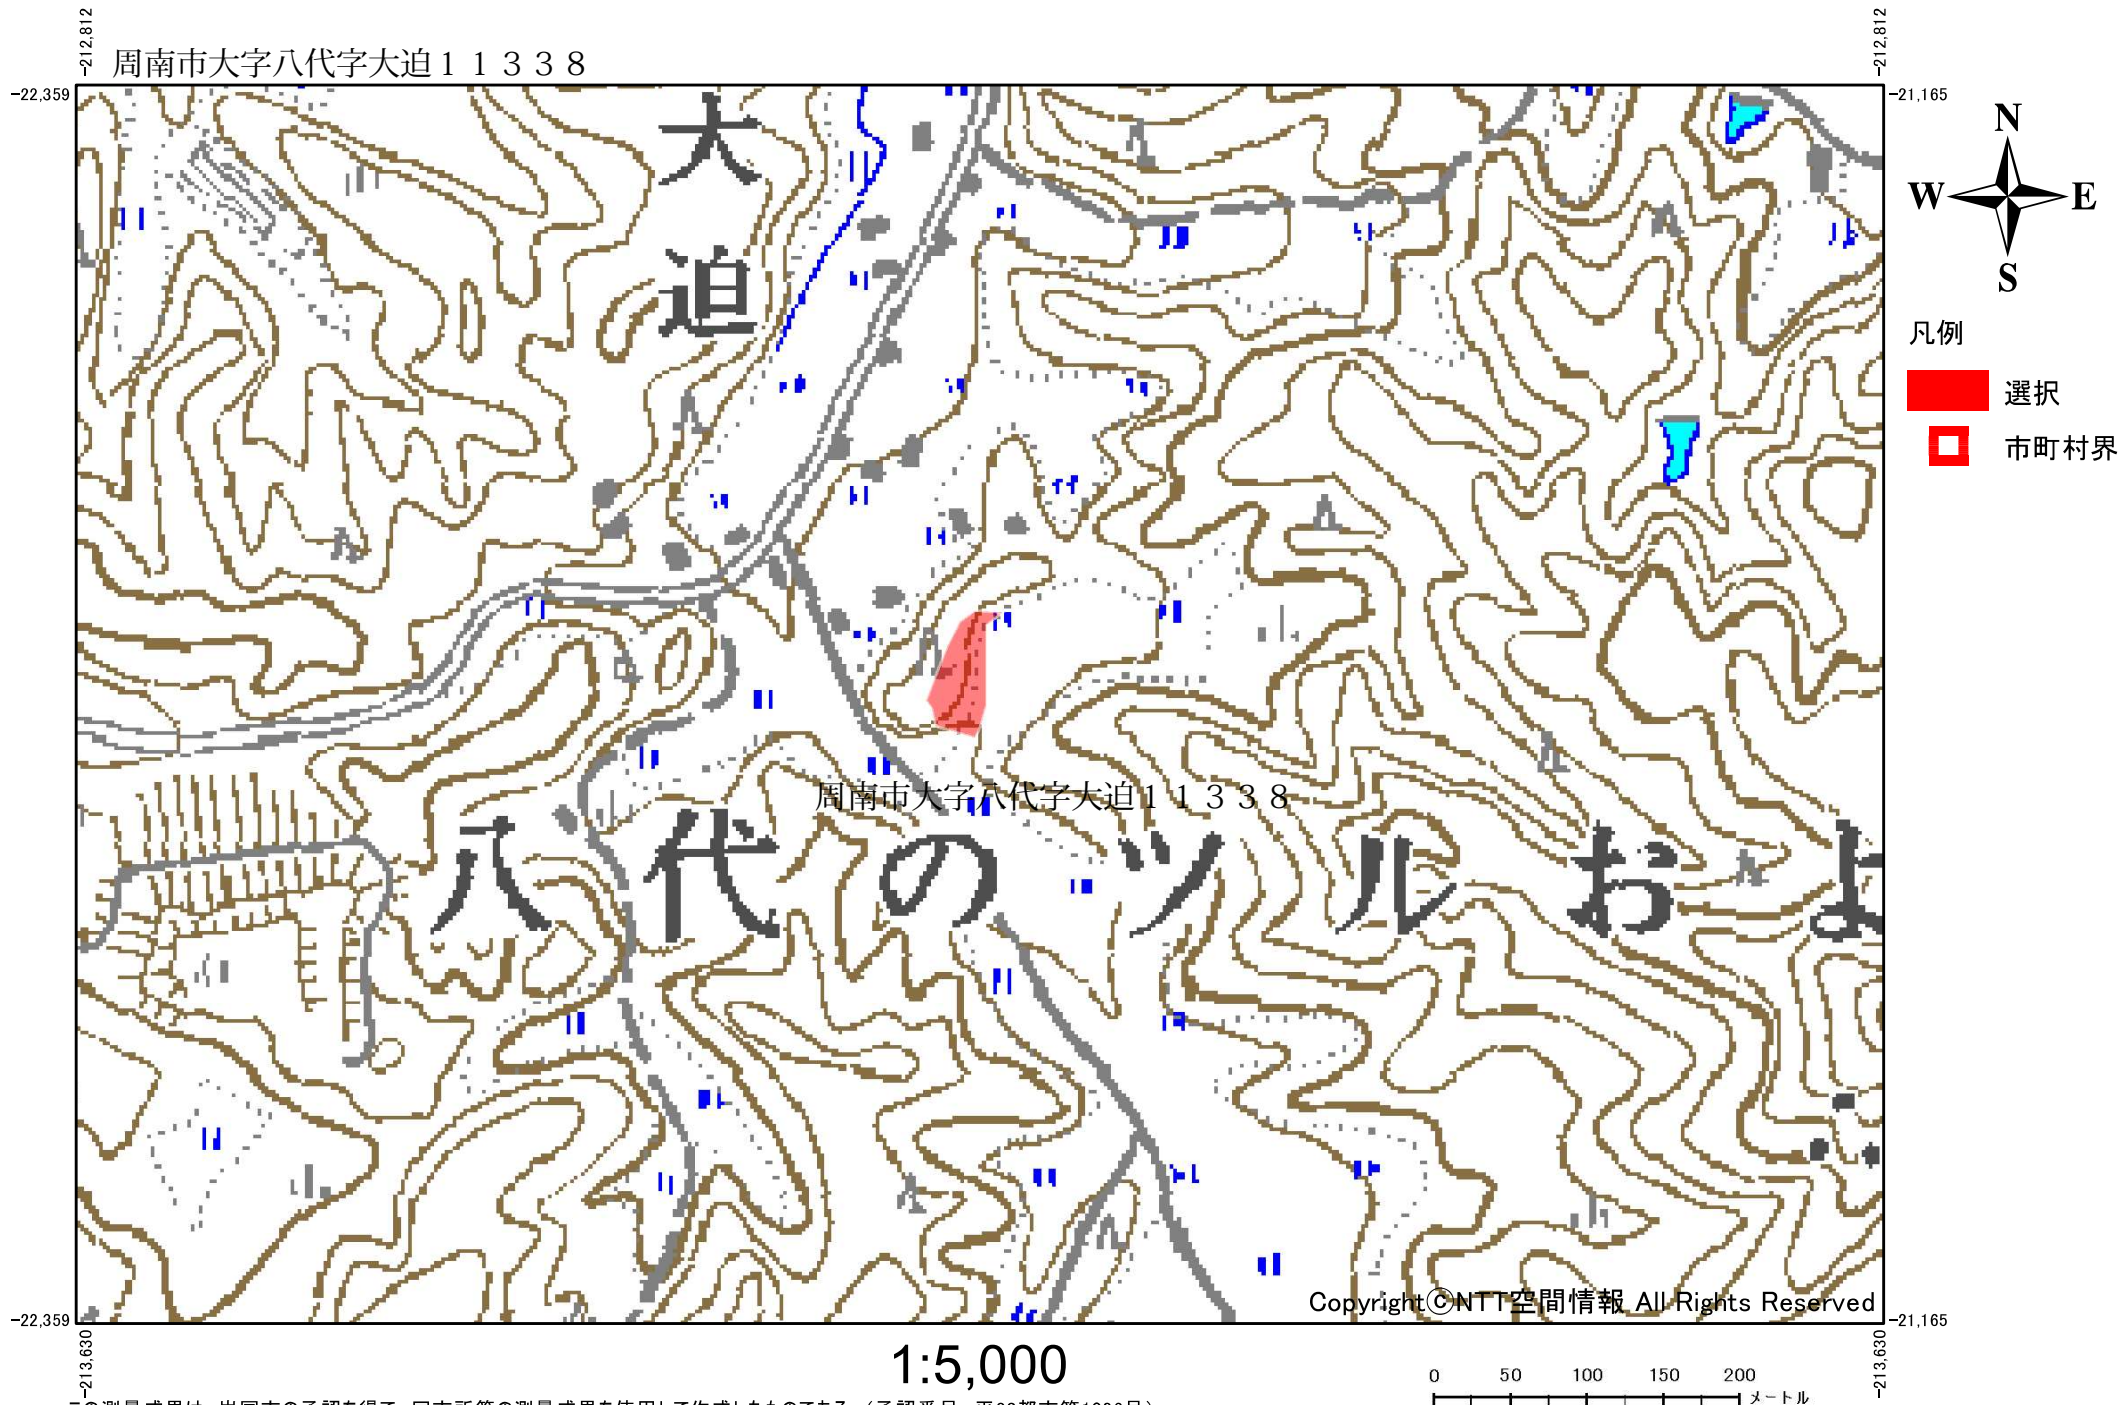 周南市大字八代字大迫１１３３８
-212,812
-212,812
-22,359
-21,165
大迫
N
W E
S
凡例
選択
市町村界
周南市大字八代字大迫１１３３８
八代のツルおよ
Copyright©NTT空間情報 All Rights Reserved
-22,359
-21,165
-213,630
-213,630
1:5,000
0 50 100 150 200
メートル